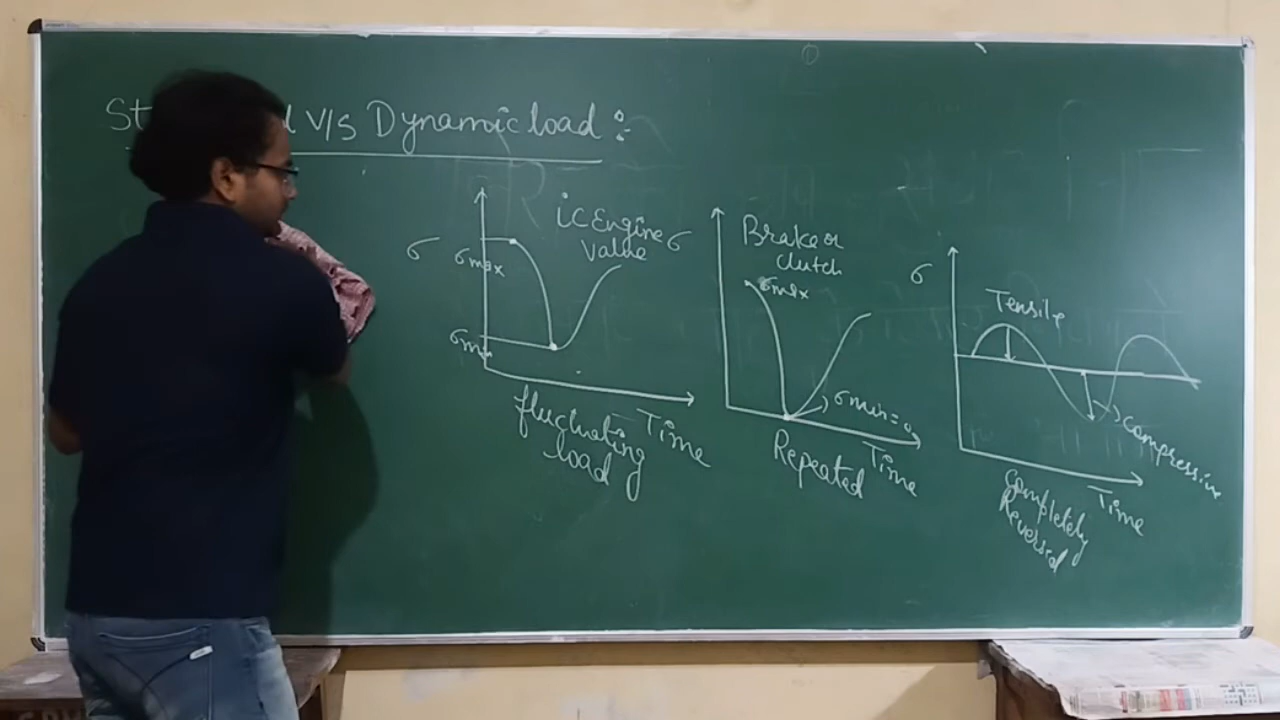 St d V/S Dynamic load :-
σ
σmax
σmin
ic Engine
Valve
Time
fluctuating
load
σ
Brake or
clutch
σmax
σmin = 0
Time
Repeated
σ
Tensile
compressive
Time
Completely
Reversed